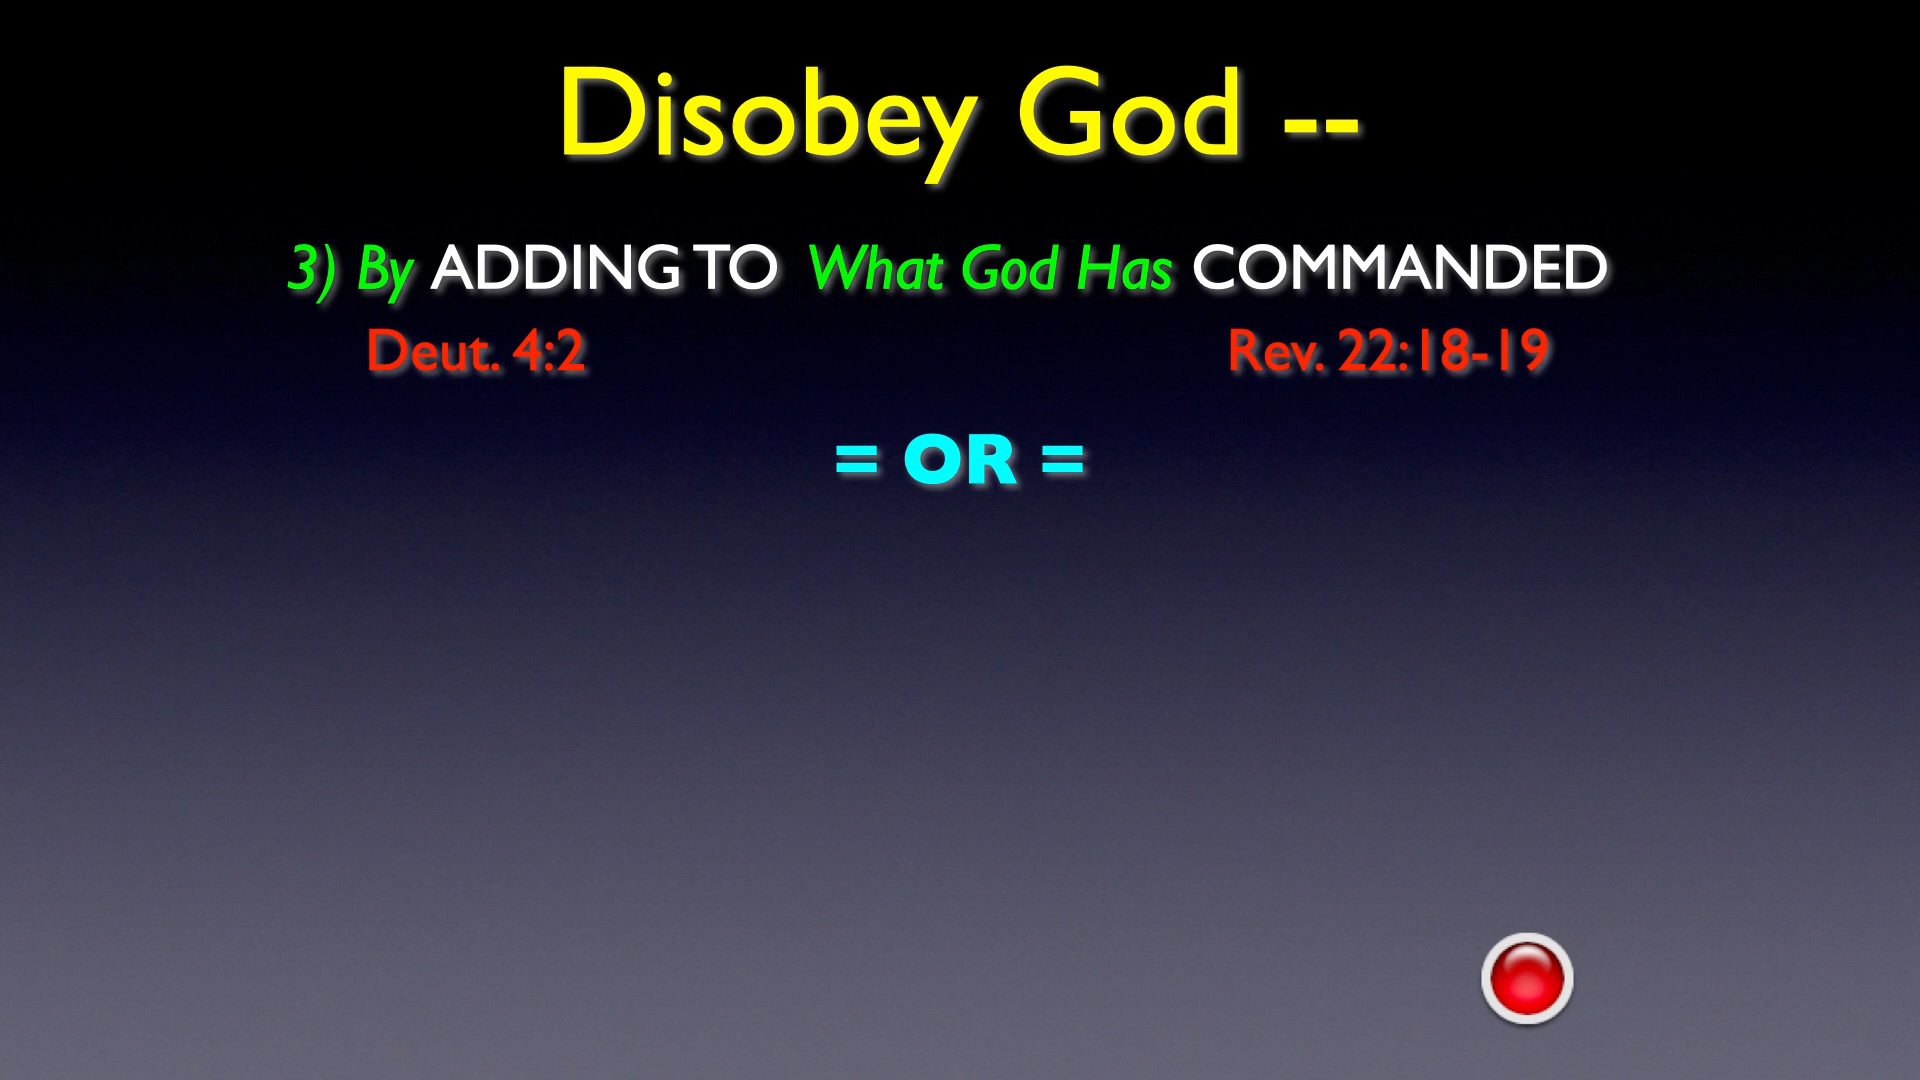 Disobey God --
3) By ADDING TO What God Has COMMANDED
Deut. 4:2 Rev. 22:18-19
= OR =